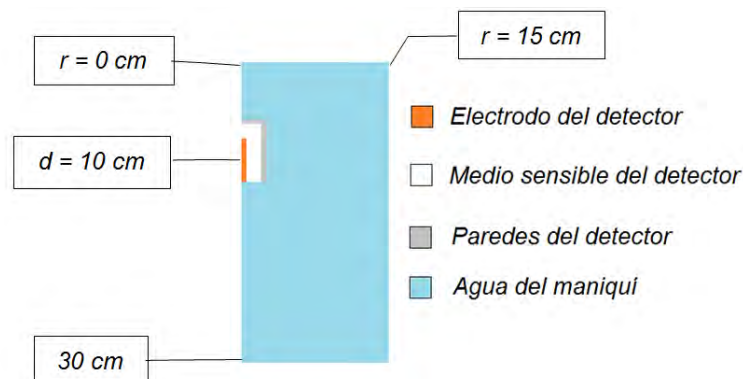 r = 0 cm
r = 15 cm
d = 10 cm
30 cm
Electrodo del detector
Medio sensible del detector
Paredes del detector
Agua del maniquí